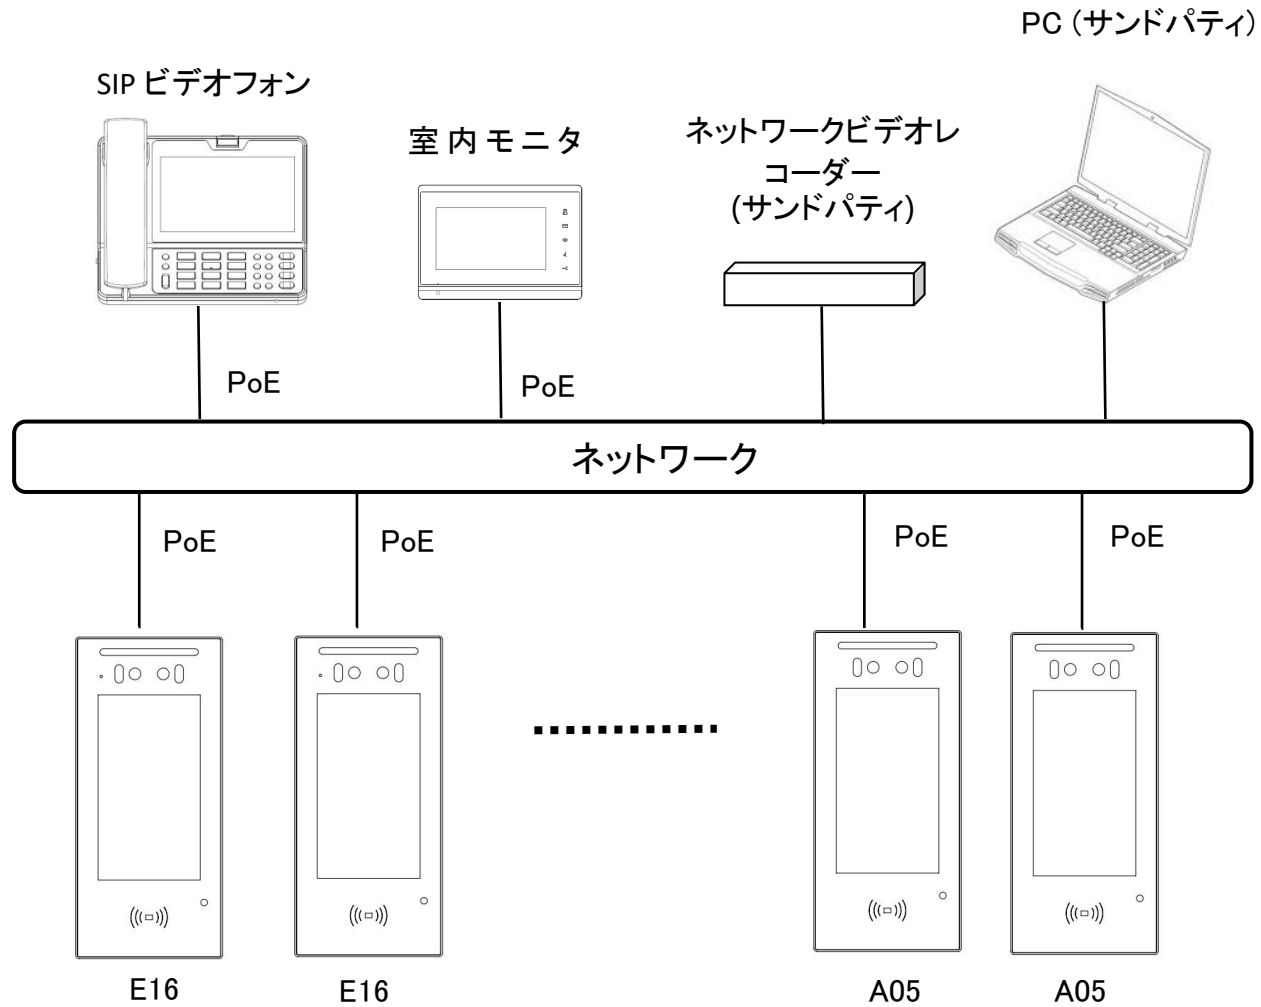 PC (サンドパティ)
SIP ビデオフォン
室内モニタ
ネットワークビデオレ
コーダー
(サンドパティ)
PoE
PoE
ネットワーク
PoE
PoE
PoE
PoE
E16
E16
A05
A05